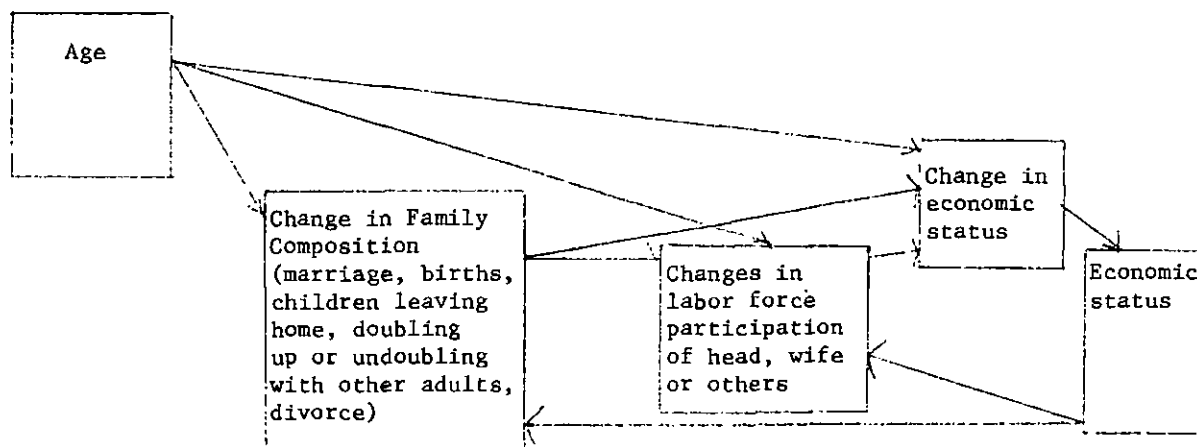 Age
Change in Family
Composition
(marriage, births,
children leaving
home, doubling
up or undoubling
with other adults,
divorce)
Changes in
labor force
participation
of head, wife
or others
Change in
economic
status
Economic
status